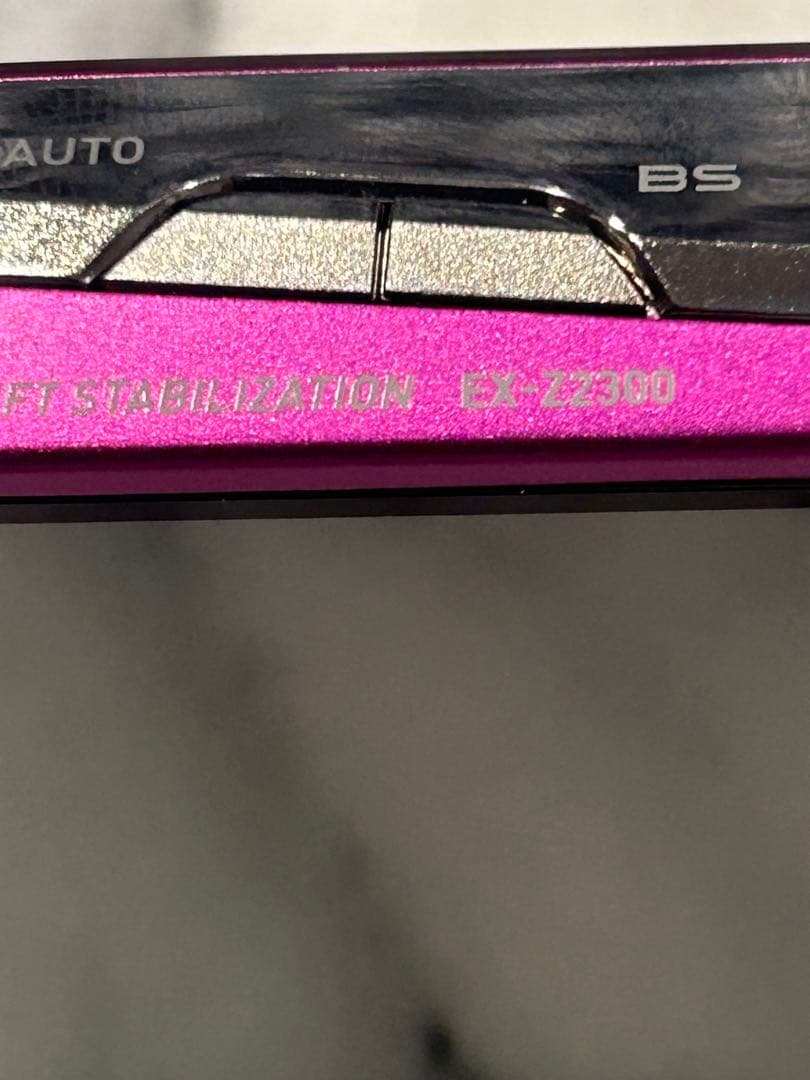 AUTO
BS
FT STABILIZATION EX-Z2300